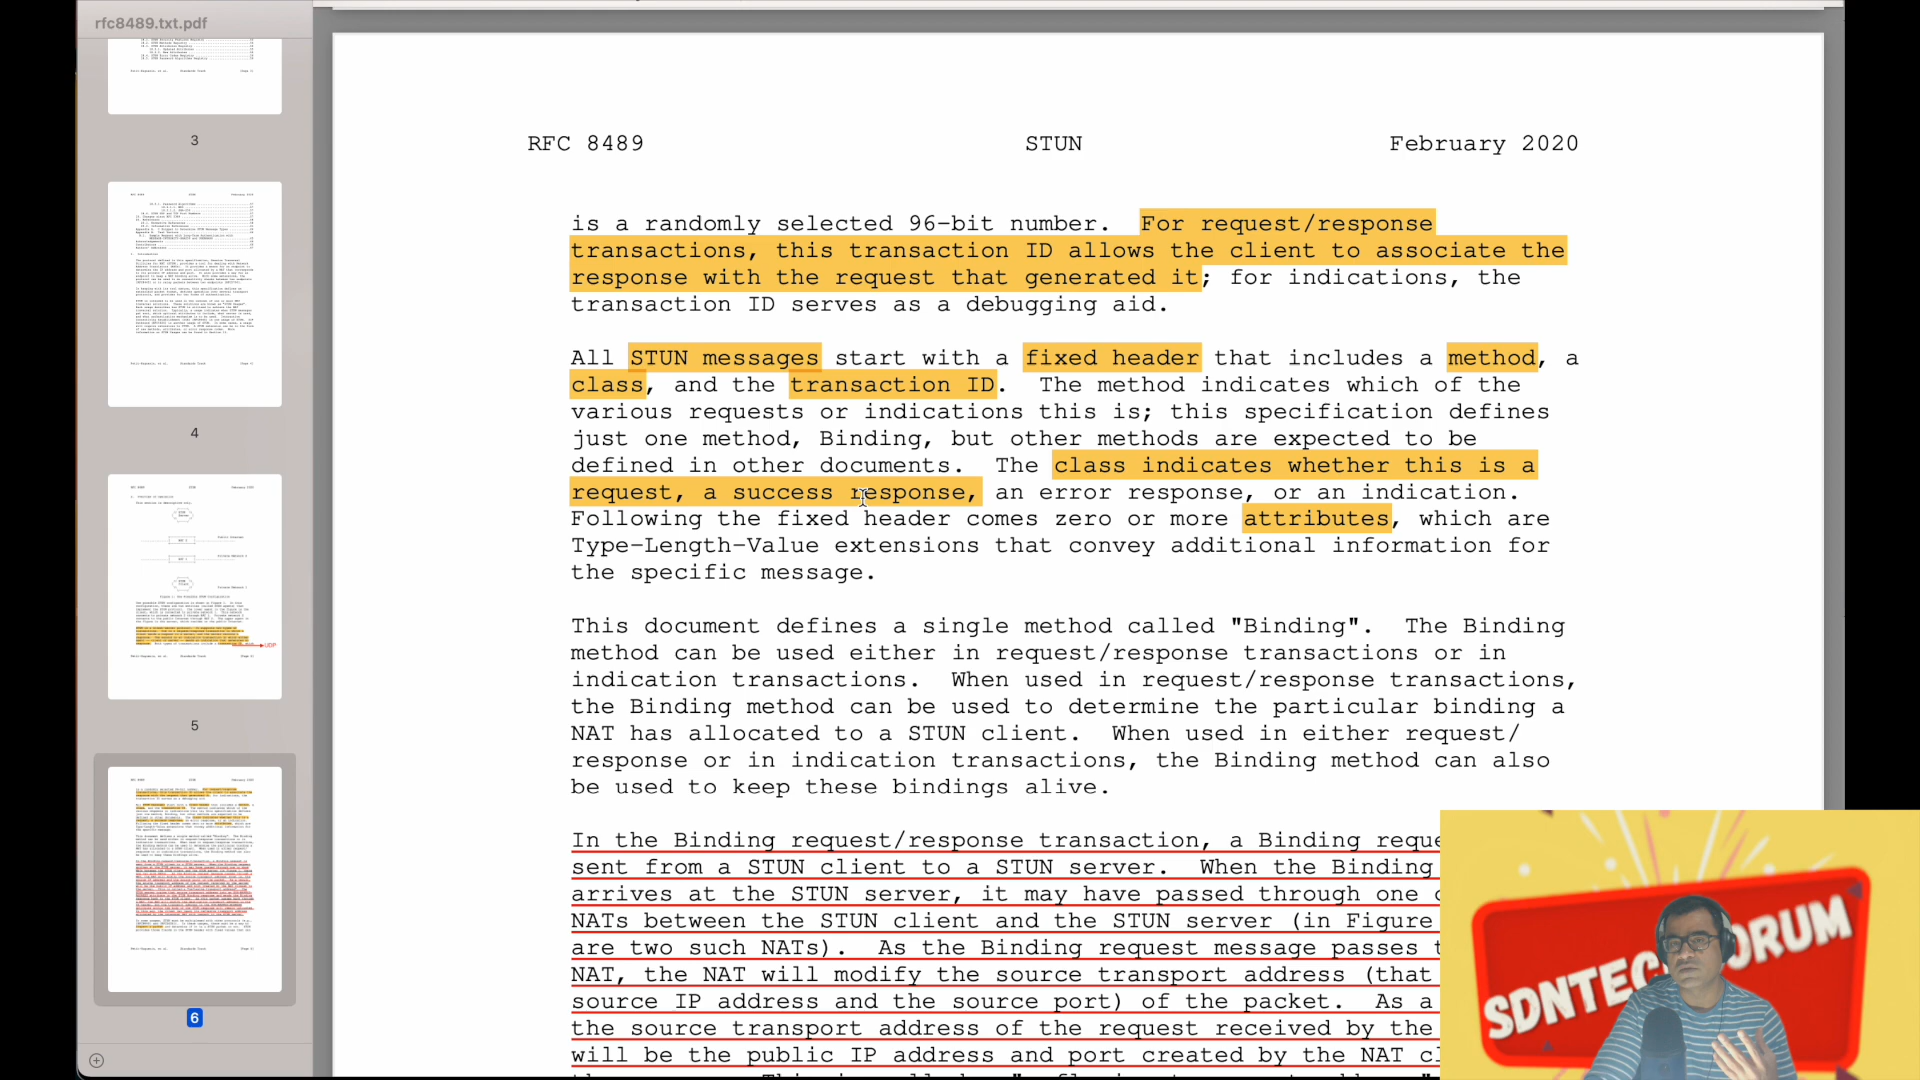 rfc8489.txt.pdf
3
4
5
6
RFC 8489 STUN February 2020
is a randomly selected 96-bit number. For request/response
transactions, this transaction ID allows the client to associate the
response with the request that generated it; for indications, the
transaction ID serves as a debugging aid.
All STUN messages start with a fixed header that includes a method, a
class, and the transaction ID. The method indicates which of the
various requests or indications this is; this specification defines
just one method, Binding, but other methods are expected to be
defined in other documents. The class indicates whether this is a
request, a success response, an error response, or an indication.
Following the fixed header comes zero or more attributes, which are
Type-Length-Value extensions that convey additional information for
the specific message.
This document defines a single method called "Binding". The Binding
method can be used either in request/response transactions or in
indication transactions. When used in request/response transactions,
the Binding method can be used to determine the particular binding a
NAT has allocated to a STUN client. When used in either request/
response or in indication transactions, the Binding method can also
be used to keep these bindings alive.
In the Binding request/response transaction, a Binding reque
sent from a STUN client to a STUN server. When the Binding
arrives at the STUN server, it may have passed through one
NATs between the STUN client and the STUN server (in Figure
are two such NATs). As the Binding request message passes
NAT, the NAT will modify the source transport address (that
source IP address and the source port) of the packet. As a
the source transport address of the request received by the
will be the public IP address and port created by the NAT